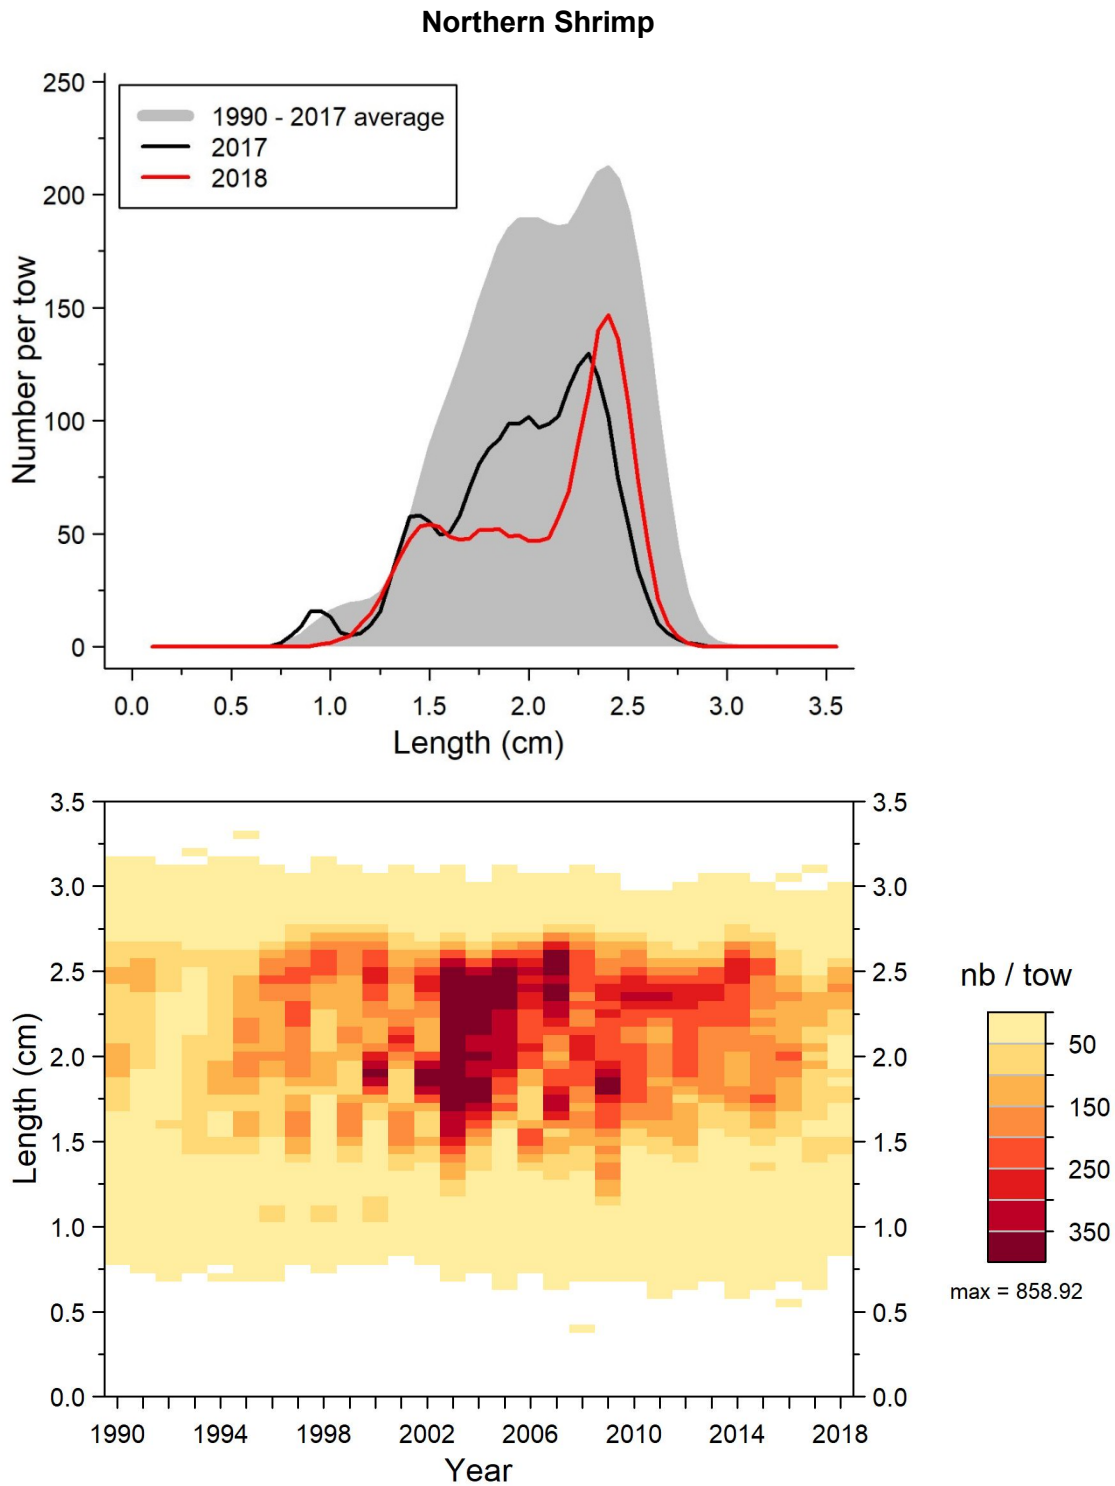 Northern Shrimp
250
200
150
100
50
0
Number per tow
1990 - 2017 average
2017
2018
0.0 0.5 1.0 1.5 2.0 2.5 3.0 3.5
Length (cm)
3.5 3.5
3.0 3.0
2.5 2.5
2.0 2.0
1.5 1.5
1.0 1.0
0.5 0.5
0.0 0.0
Length (cm)
1990 1994 1998 2002 2006 2010 2014 2018
Year
nb / tow
50
150
250
350
max = 858.92